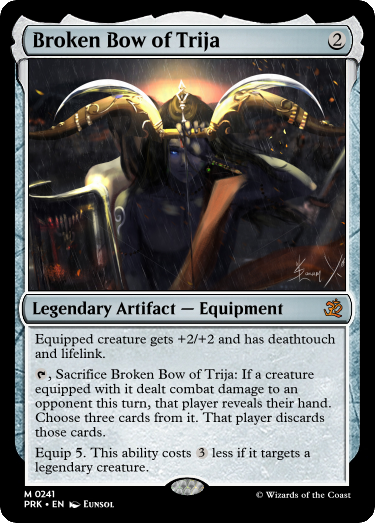 Broken Bow of Trija 2
Legendary Artifact — Equipment
Equipped creature gets +2/+2 and has deathtouch
and lifelink.
, Sacrifice Broken Bow of Trija: If a creature
equipped with it dealt combat damage to an
opponent this turn, that player reveals their hand.
Choose three cards from it. That player discards
those cards.
Equip 5. This ability costs 3 less if it targets a
legendary creature.
M 0241
PRK • EN EUNSOL
© Wizards of the Coast